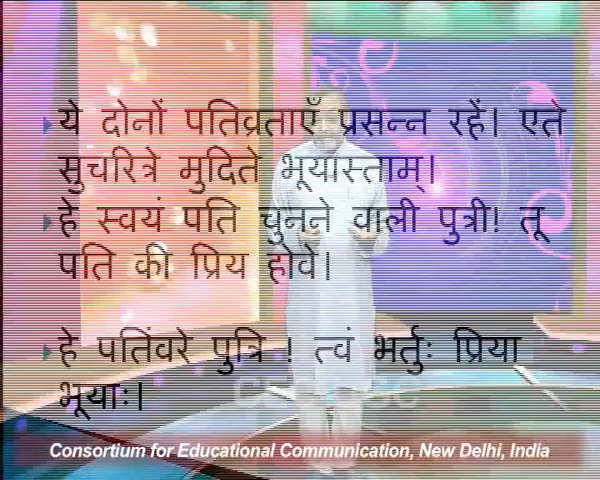 ये दोनों पतिव्रताएँ प्रसन्न रहें। एते
सुचरित्रे मुदिते भूयास्ताम्।
हे स्वयं पति चुनने वाली पुत्री! तू
पति की प्रिय होवे।
हे पतिंवरे पुत्रि ! त्वं भर्तुः प्रिया
भूयाः।
Consortium for Educational Communication, New Delhi, India